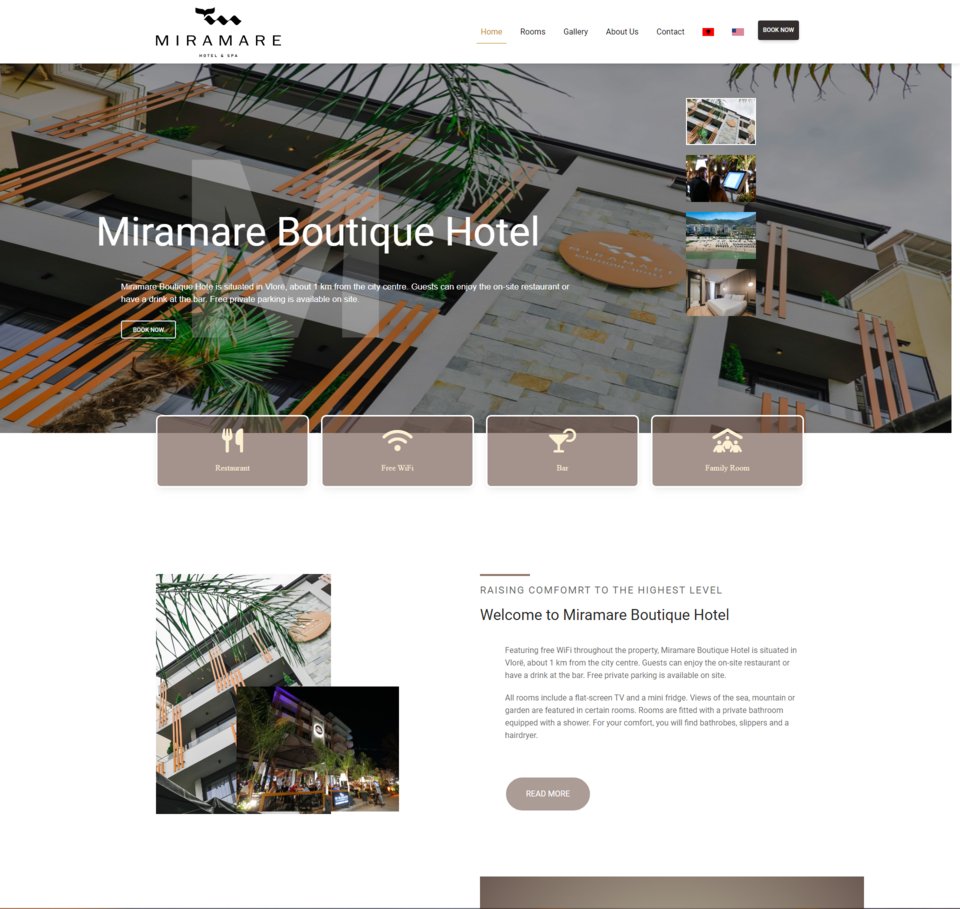 MIRAMARE
HOTEL & SPA
Home Rooms Gallery About Us Contact BOOK NOW
M
Miramare Boutique Hotel
MIRAMARE
BOUTIQUE HOTEL
Miramare Boutique Hote is situated in Vlorë, about 1 km from the city centre. Guests can enjoy the on-site restaurant or
have a drink at the bar. Free private parking is available on site.
BOOK NOW
Restaurant Free WiFi Bar Family Room
RAISING COMFOMRT TO THE HIGHEST LEVEL
Welcome to Miramare Boutique Hotel
Featuring free WiFi throughout the property, Miramare Boutique Hotel is situated in
Vlorë, about 1 km from the city centre. Guests can enjoy the on-site restaurant or
have a drink at the bar. Free private parking is available on site.
All rooms include a flat-screen TV and a mini fridge. Views of the sea, mountain or
garden are featured in certain rooms. Rooms are fitted with a private bathroom
equipped with a shower. For your comfort, you will find bathrobes, slippers and a
hairdryer.
READ MORE